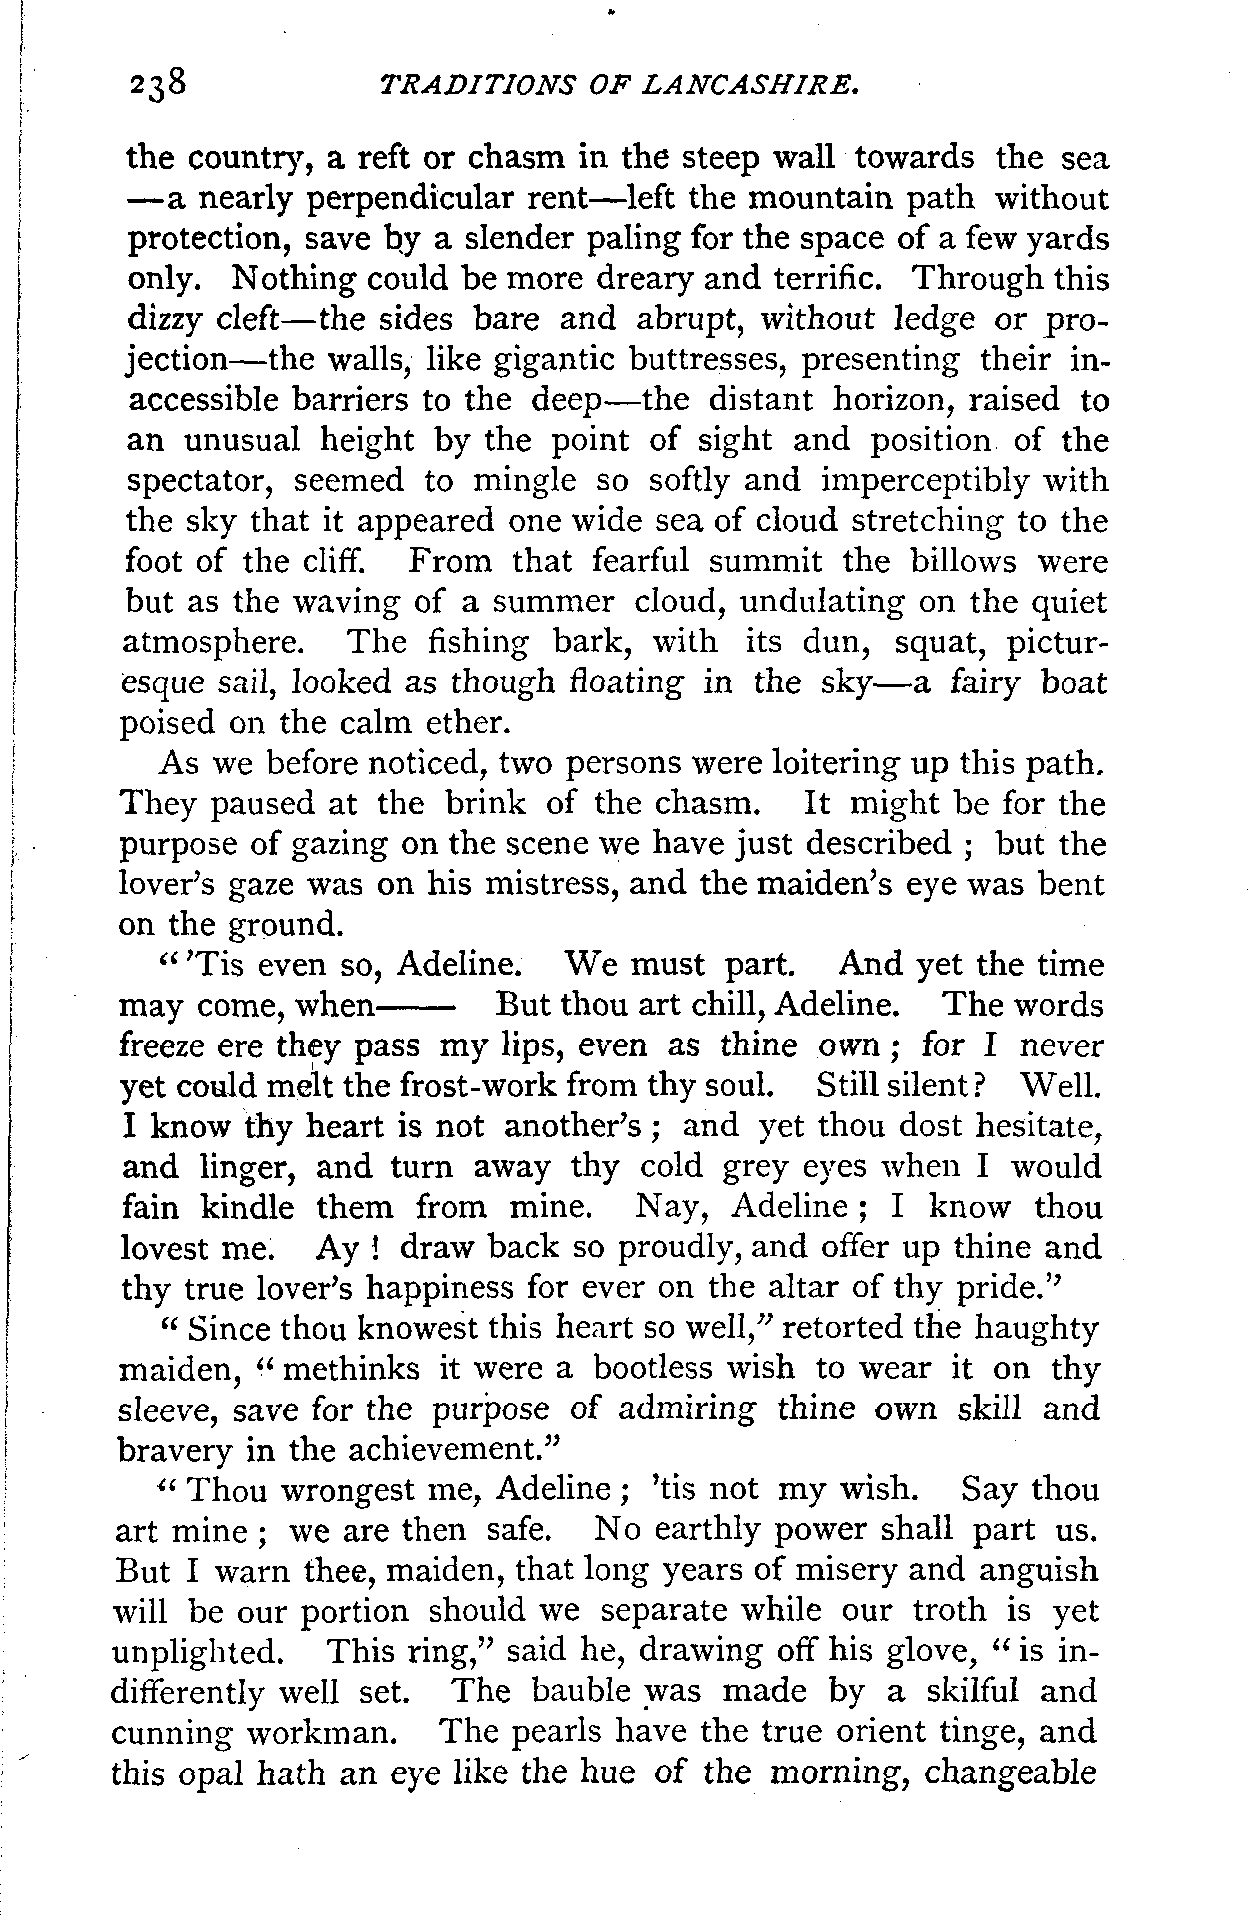 238 TRADITIONS OF LANCASHIRE.
the country, a reft or chasm in the steep wall towards the sea
—a nearly perpendicular rent—left the mountain path without
protection, save by a slender paling for the space of a few yards
only. Nothing could be more dreary and terrific. Through this
dizzy cleft—the sides bare and abrupt, without ledge or pro-
jection—the walls, like gigantic buttresses, presenting their in-
accessible barriers to the deep—the distant horizon, raised to
an unusual height by the point of sight and position of the
spectator, seemed to mingle so softly and imperceptibly with
the sky that it appeared one wide sea of cloud stretching to the
foot of the cliff. From that fearful summit the billows were
but as the waving of a summer cloud, undulating on the quiet
atmosphere. The fishing bark, with its dun, squat, pictur-
esque sail, looked as though floating in the sky—a fairy boat
poised on the calm ether.
As we before noticed, two persons were loitering up this path.
They paused at the brink of the chasm. It might be for the
purpose of gazing on the scene we have just described ; but the
lover's gaze was on his mistress, and the maiden's eye was bent
on the ground.
“ 'Tis even so, Adeline. We must part. And yet the time
may come, when—— But thou art chill, Adeline. The words
freeze ere they pass my lips, even as thine own ; for I never
yet could melt the frost-work from thy soul. Still silent? Well.
I know thy heart is not another's ; and yet thou dost hesitate,
and linger, and turn away thy cold grey eyes when I would
fain kindle them from mine. Nay, Adeline ; I know thou
lovest me. Ay ! draw back so proudly, and offer up thine and
thy true lover's happiness for ever on the altar of thy pride.”
“ Since thou knowest this heart so well,” retorted the haughty
maiden, “ methinks it were a bootless wish to wear it on thy
sleeve, save for the purpose of admiring thine own skill and
bravery in the achievement.”
“ Thou wrongest me, Adeline ; 'tis not my wish. Say thou
art mine ; we are then safe. No earthly power shall part us.
But I warn thee, maiden, that long years of misery and anguish
will be our portion should we separate while our troth is yet
unplighted. This ring,” said he, drawing off his glove, “ is in-
differently well set. The bauble was made by a skilful and
cunning workman. The pearls have the true orient tinge, and
this opal hath an eye like the hue of the morning, changeable